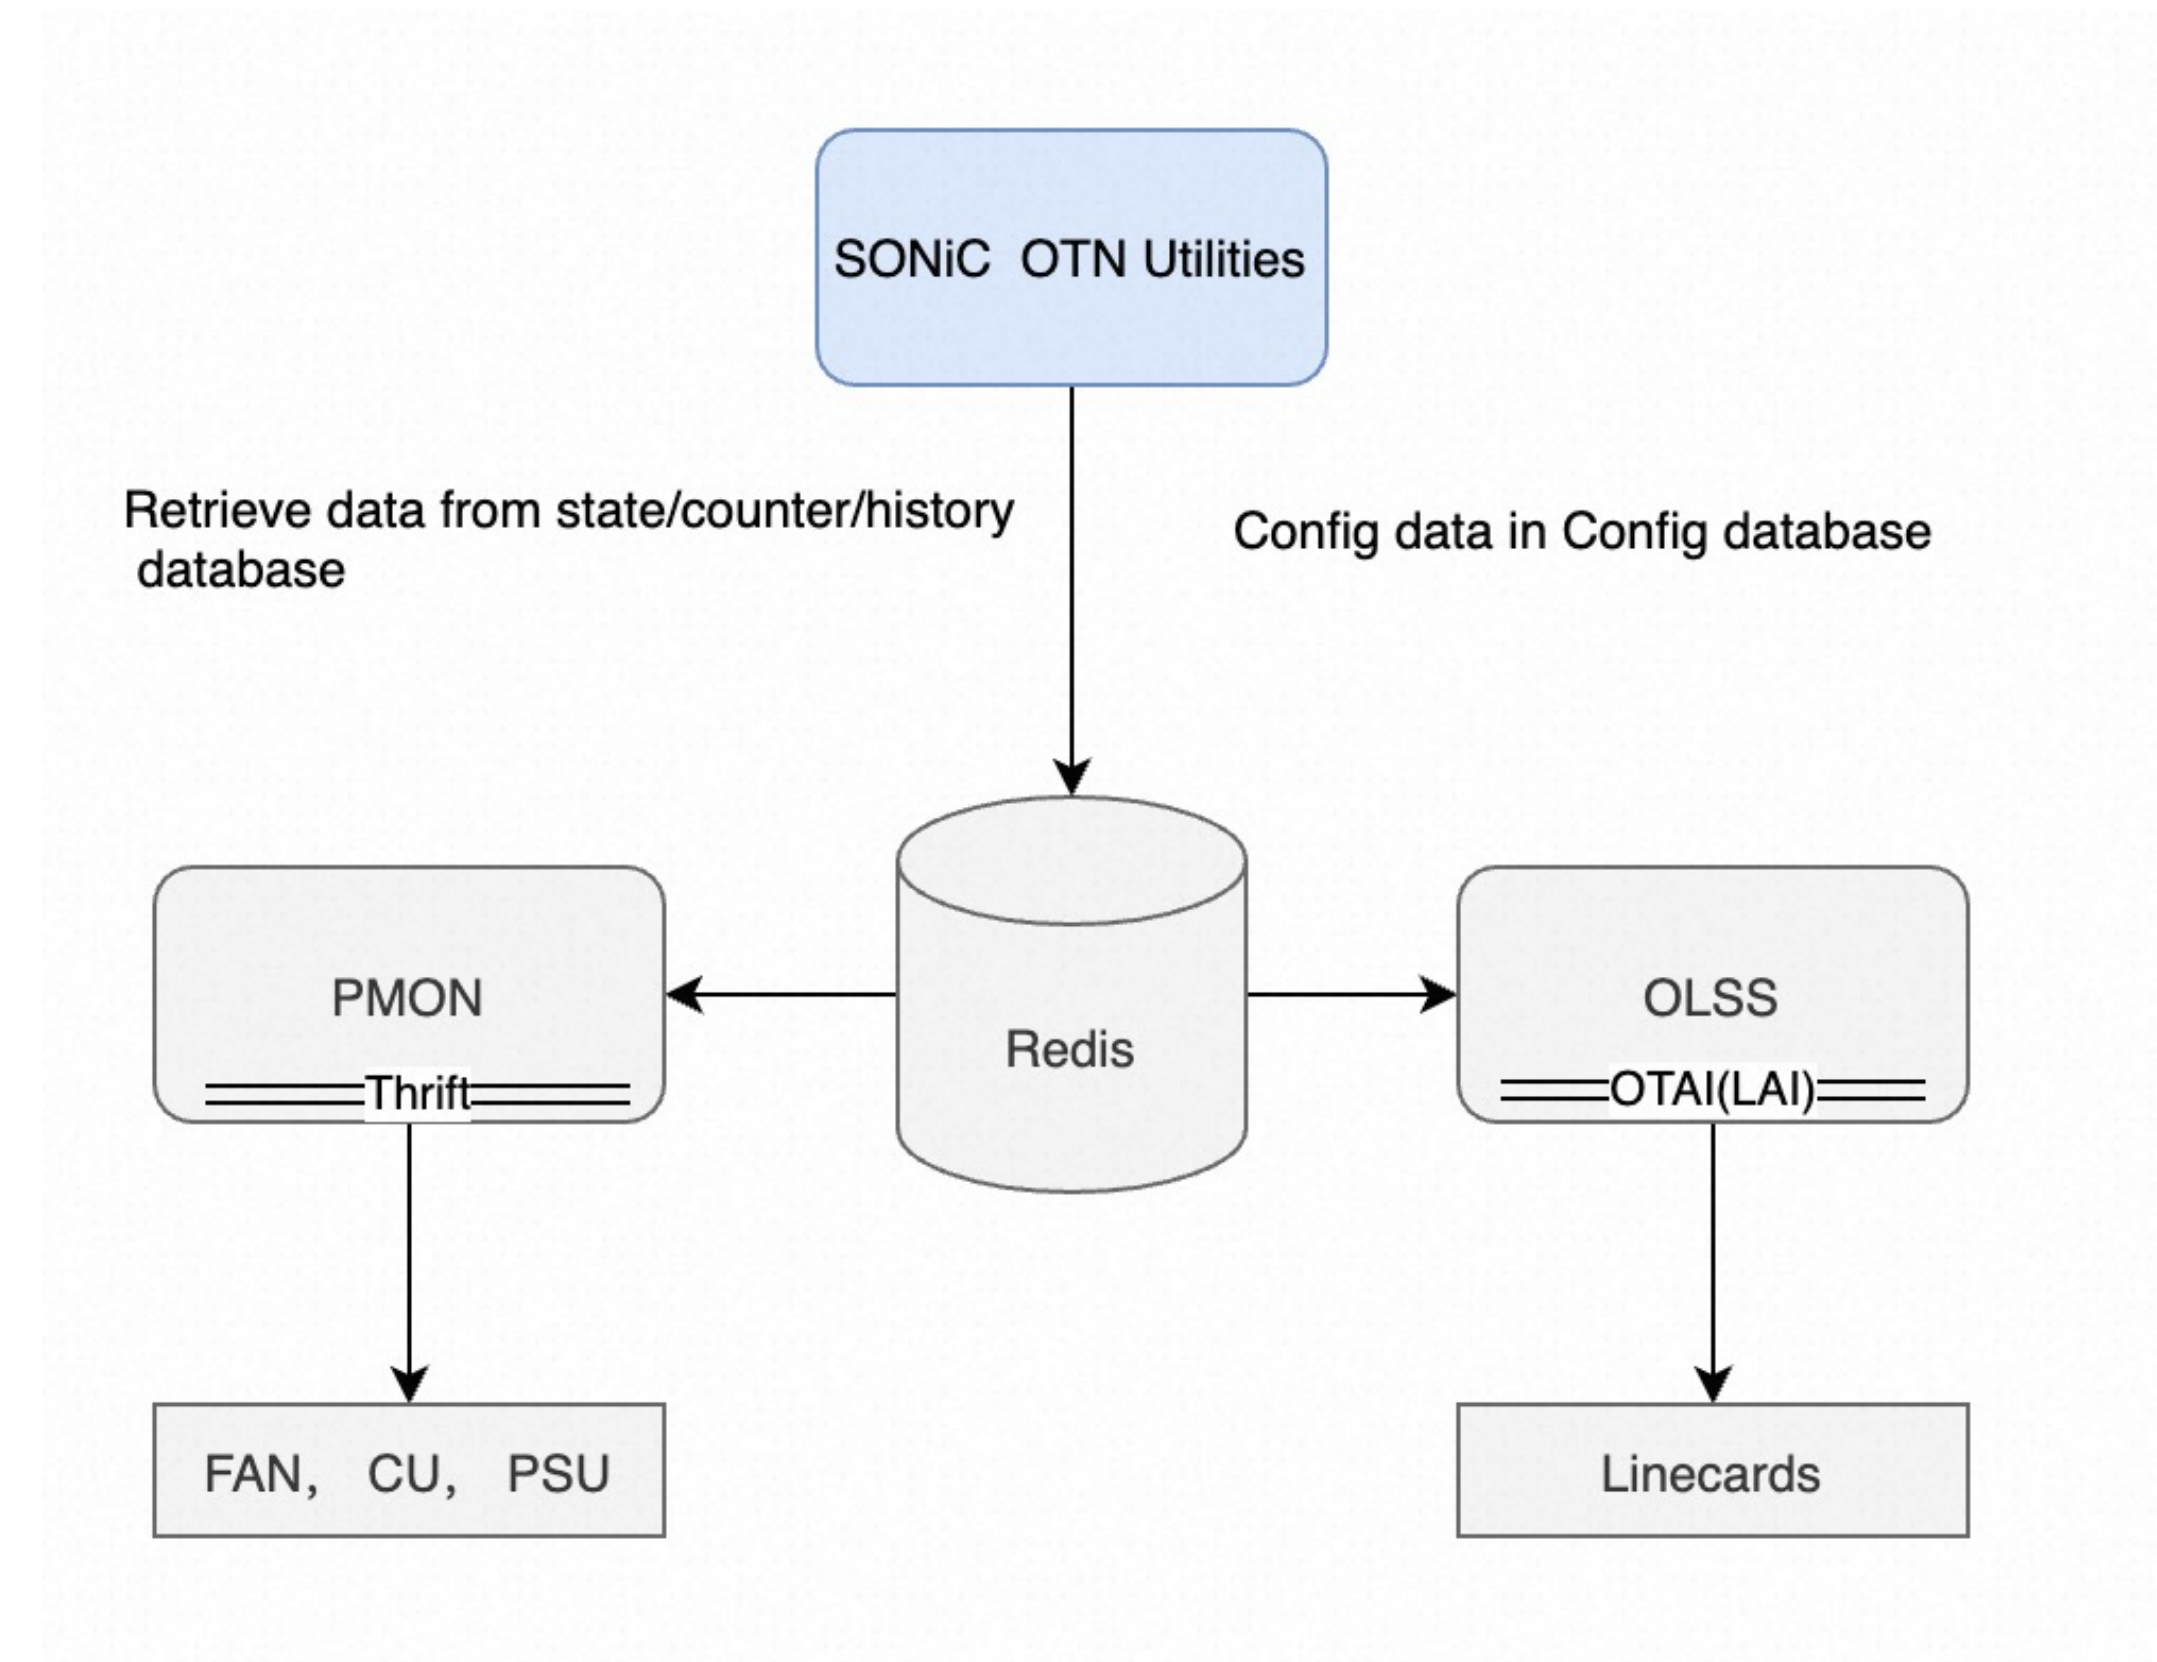 SONiC  OTN Utilities
Retrieve data from state/counter/history
database
Config data in Config database
PMON
Thrift
Redis
OLSS
OTAI(LAI)
FAN,   CU,   PSU
Linecards